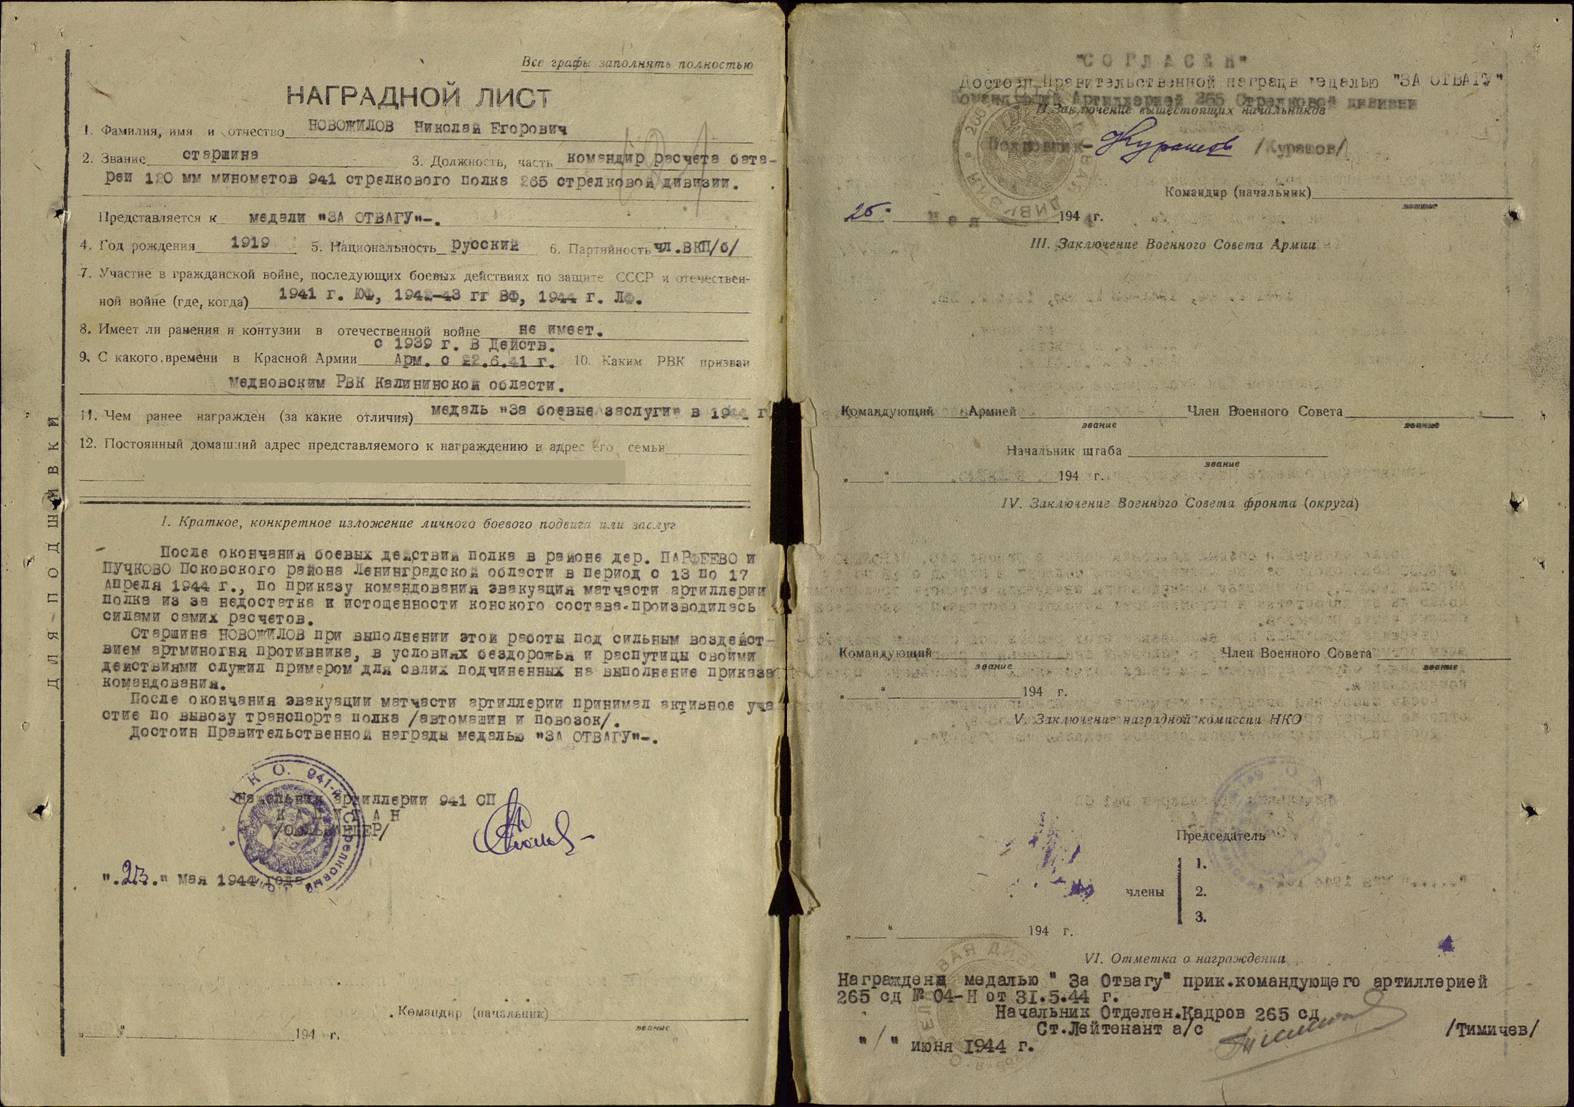 Все графы заполнять полностью
НАГРАДНОЙ ЛИСТ
1. Фамилия, имя и отчество НОВОЖИЛОВ Николай Егорович
2. Звание старшина 3. Должность, часть командир расчета бата-
реи 120 мм минометов 941 стрелкового полка 265 стрелковой дивизии.
Представляется к медали "ЗА ОТВАГУ"-.
4. Год рождения 1919 5. Национальность русский 6. Партийность чл.ВКП/б/
7. Участие в гражданской войне, последующих боевых действиях по защите СССР и отечествен-
ной войне (где, когда) 1941 г. ЮФ, 1942-43 гг ВФ, 1944 г. ЛФ.
8. Имеет ли ранения и контузии в отечественной войне не имеет.
с 1939 г. В Действ.
9. С какого времени в Красной Армии Арм. с 22.6.41 г. 10. Каким РВК призван
Медновским РВК Калининской области.
11. Чем ранее награжден (за какие отличия) медаль "За боевые заслуги" в г
12. Постоянный домашний адрес представляемого к награждению и адрес его семьи
ДЛЯ ПОДШИВКИ
I. Краткое, конкретное изложение личного боевого подвига или заслуг
После окончания боевых действий полка в районе дер. ПАРФЕЕВО и
ПУЧКОВО Псковского района Ленинградской области в период с 13 по 17
апреля 1944 г., по приказу командования эвакуация матчасти артиллерии
полка из за недостатка и истощенности конского состава-производилась
силами самих расчетов.
Старшина НОВОЖИЛОВ при выполнении этой работы под сильным воздейст-
вием артминогня противника, в условиях бездорожья и распутицы своими
действиями служил примером для свлих подчиненных на выполнение приказа
командования.
После окончания эвакуации матчасти артиллерии принимал активное уча
стие по вывозу транспорта полка /автомашин и повозок/.
Достоин Правительственной награды медалью "ЗА ОТВАГУ"-.
Начальник артиллерии 941 СП
КАПИТАН
".23." мая 1944 года
Командир (начальник)
звание
" " 194 г.
"СОГЛАСЕН"
Достоин Правительственной награды медалью "ЗА ОТВАГУ"
Командующий Артиллерией 265 Стрелковой дивизии
II. Заключение вышестоящих начальников
Полковник- Курашов /Курашов/
Командир (начальник)
звание
25 мая 1944 г.
III. Заключение Военного Совета Армии
Командующий Армией Член Военного Совета
звание звание
Начальник штаба
звание
" " 194 г.
IV. Заключение Военного Совета фронта (округа)
Командующий Член Военного Совета
звание звание
" " 194 г.
V. Заключение наградной комиссии НКО
Председатель
1.
члены 2.
3.
" " 194 г.
VI. Отметка о награждении
Награжден медалью " За Отвагу" прик.командующего артиллерией
265 сд № 04-Н от 31.5.44 г.
Начальник Отделен.Кадров 265 сд
Ст.Лейтенант а/с /Тимичев/
" / " июня 1944 г.